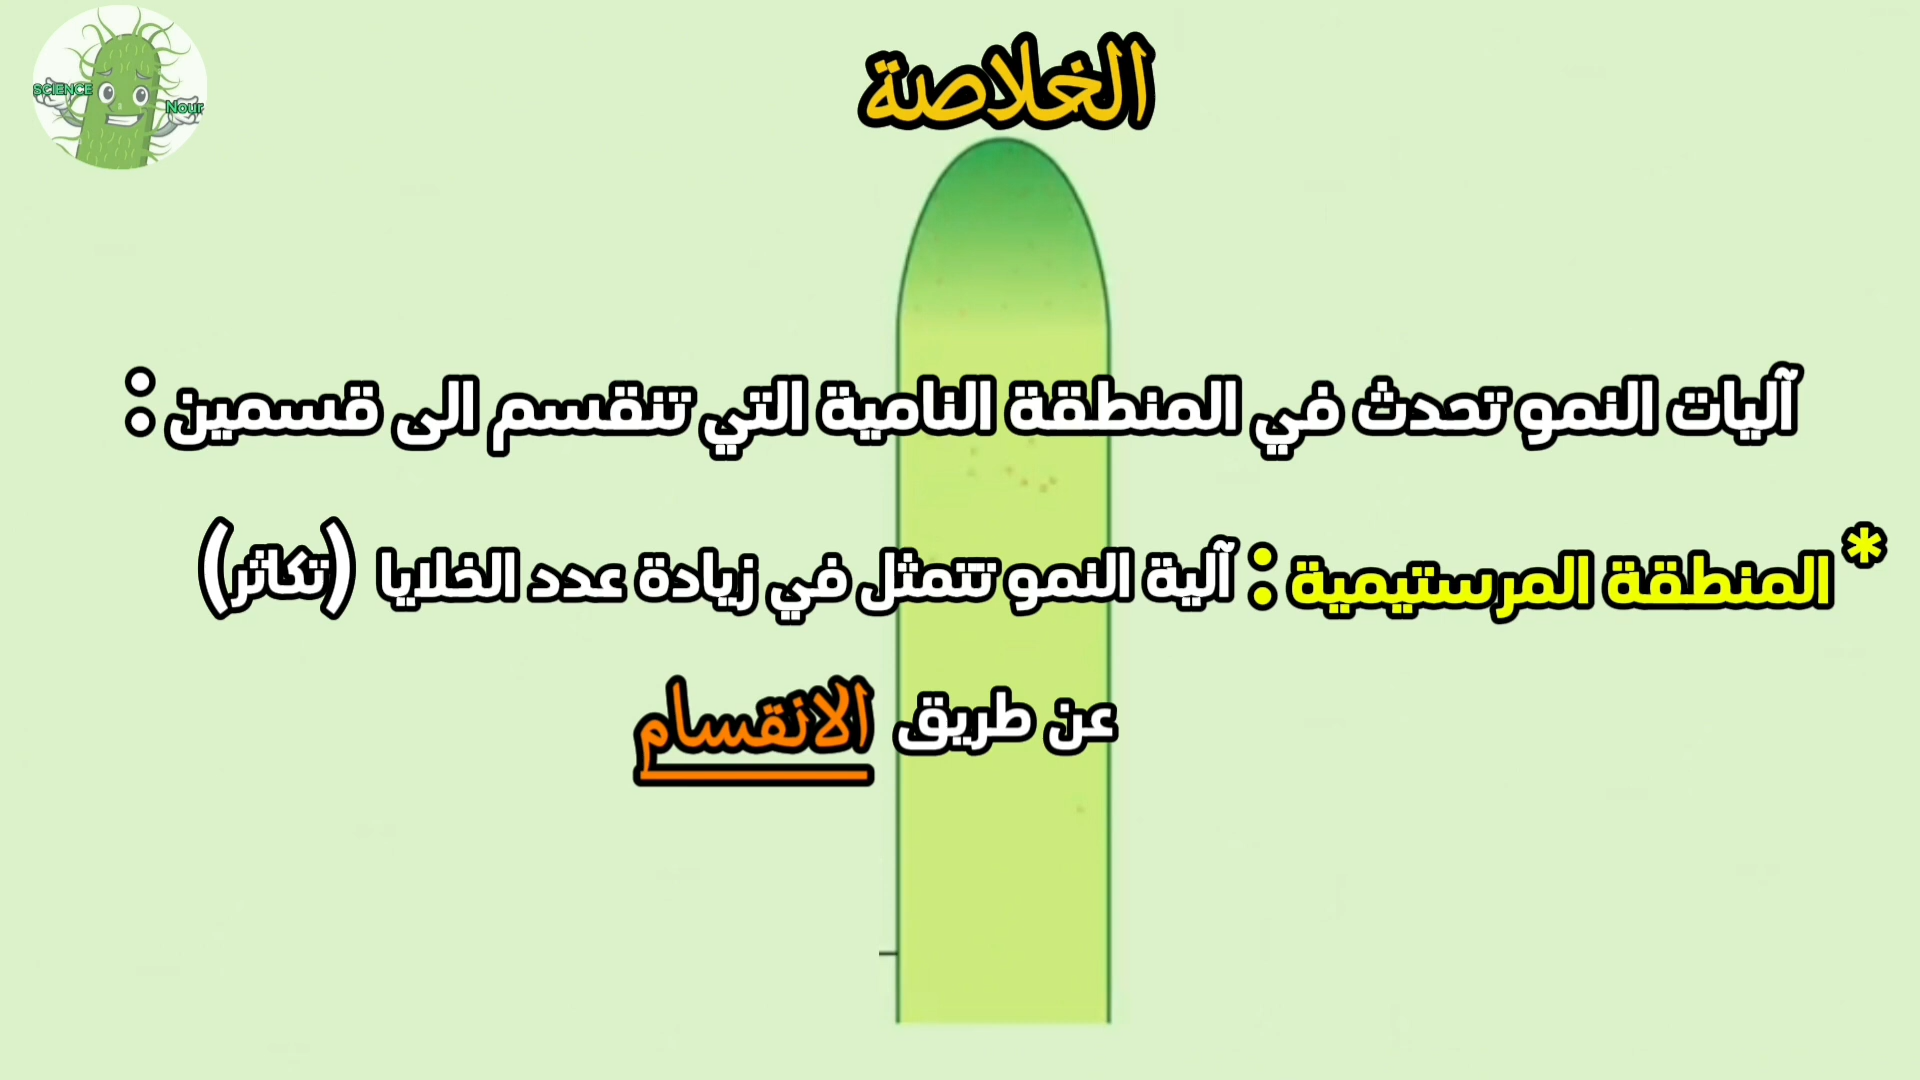 SCIENCE
Nour
الخلاصة
آليات النمو تحدث في المنطقة النامية التي تنقسم الى قسمين :
* المنطقة المرستيمية : آلية النمو تتمثل في زيادة عدد الخلايا (تكاثر)
عن طريق الانقسام